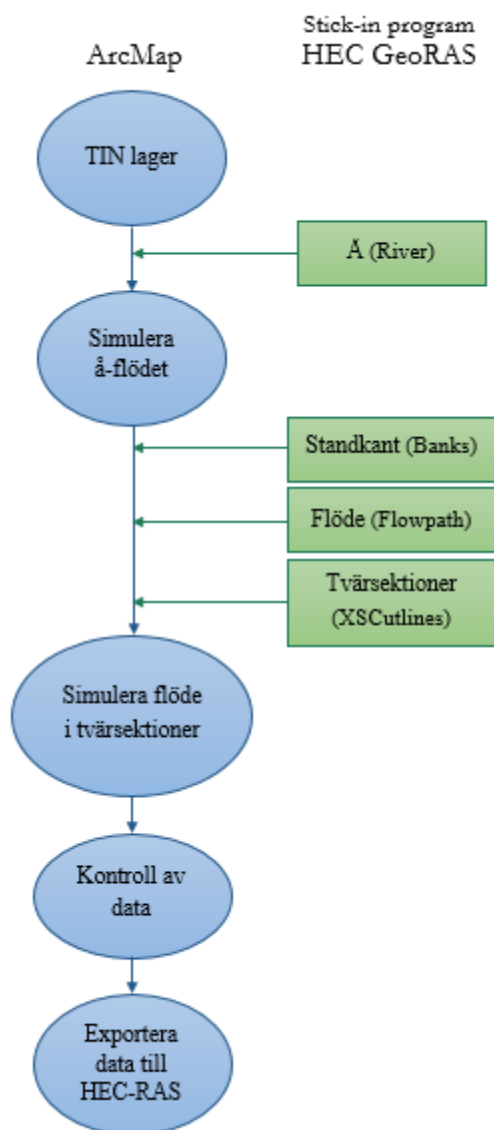 Stick-in program
ArcMap
HEC GeoRAS
TIN lager
Å (River)
Simulera
å-flödet
Standkant (Banks)
Flöde (Flowpath)
Tvärsektioner
(XSCutlines)
Simulera flöde
i tvärsektioner
Kontroll av
data
Exportera
data till
HEC-RAS